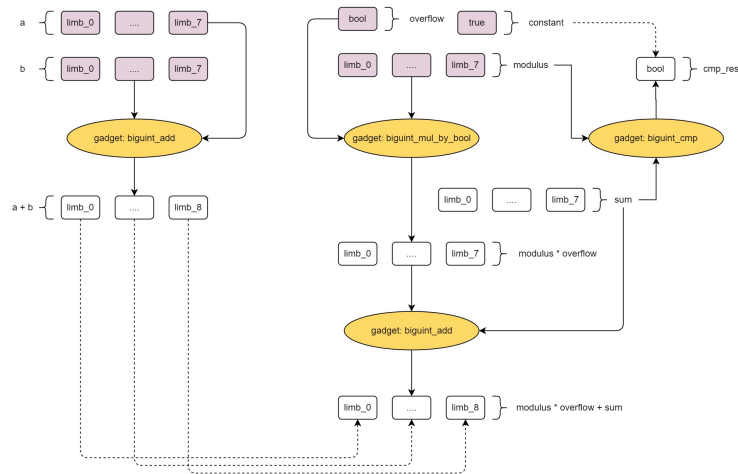 a limb_0 .... limb_7
bool overflow true constant
b limb_0 .... limb_7
limb_0 .... limb_7 modulus
bool cmp_res
gadget: biguint_add
gadget: biguint_mul_by_bool
gadget: biguint_cmp
a + b limb_0 .... limb_8
limb_0 .... limb_7 sum
limb_0 .... limb_7 modulus * overflow
gadget: biguint_add
limb_0 .... limb_8 modulus * overflow + sum